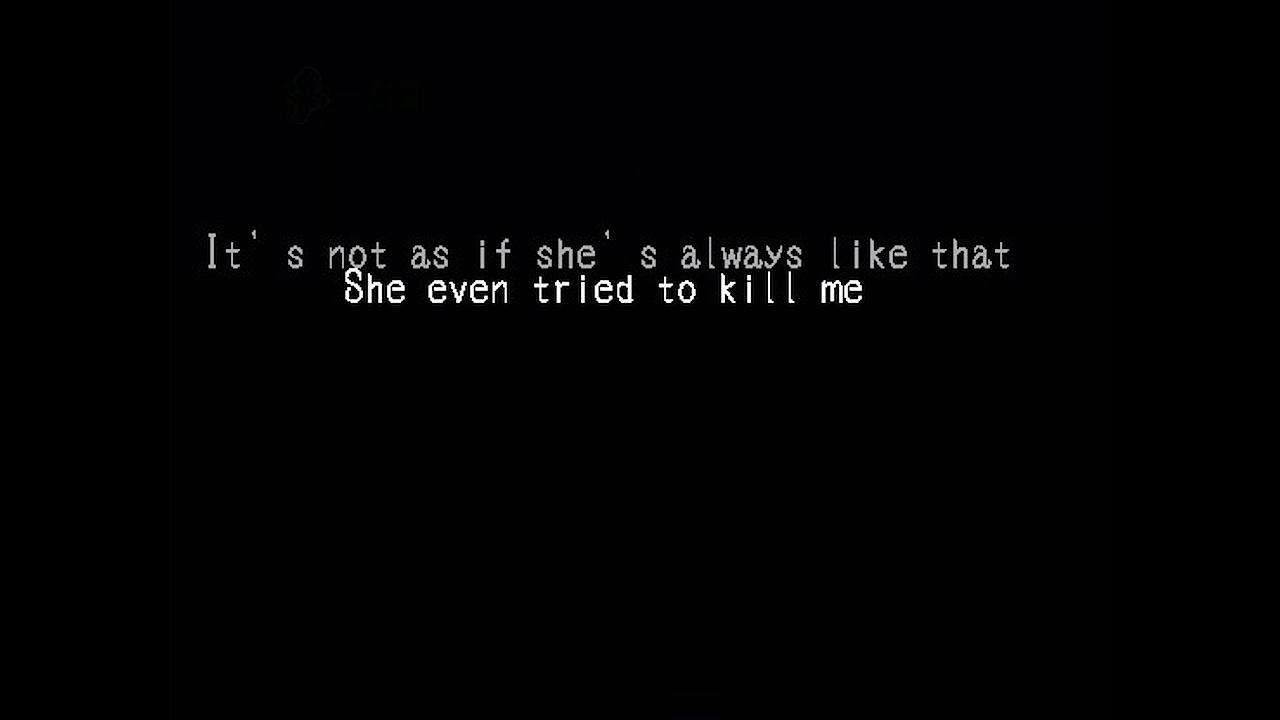 It's not as if she's always like that
She even tried to kill me